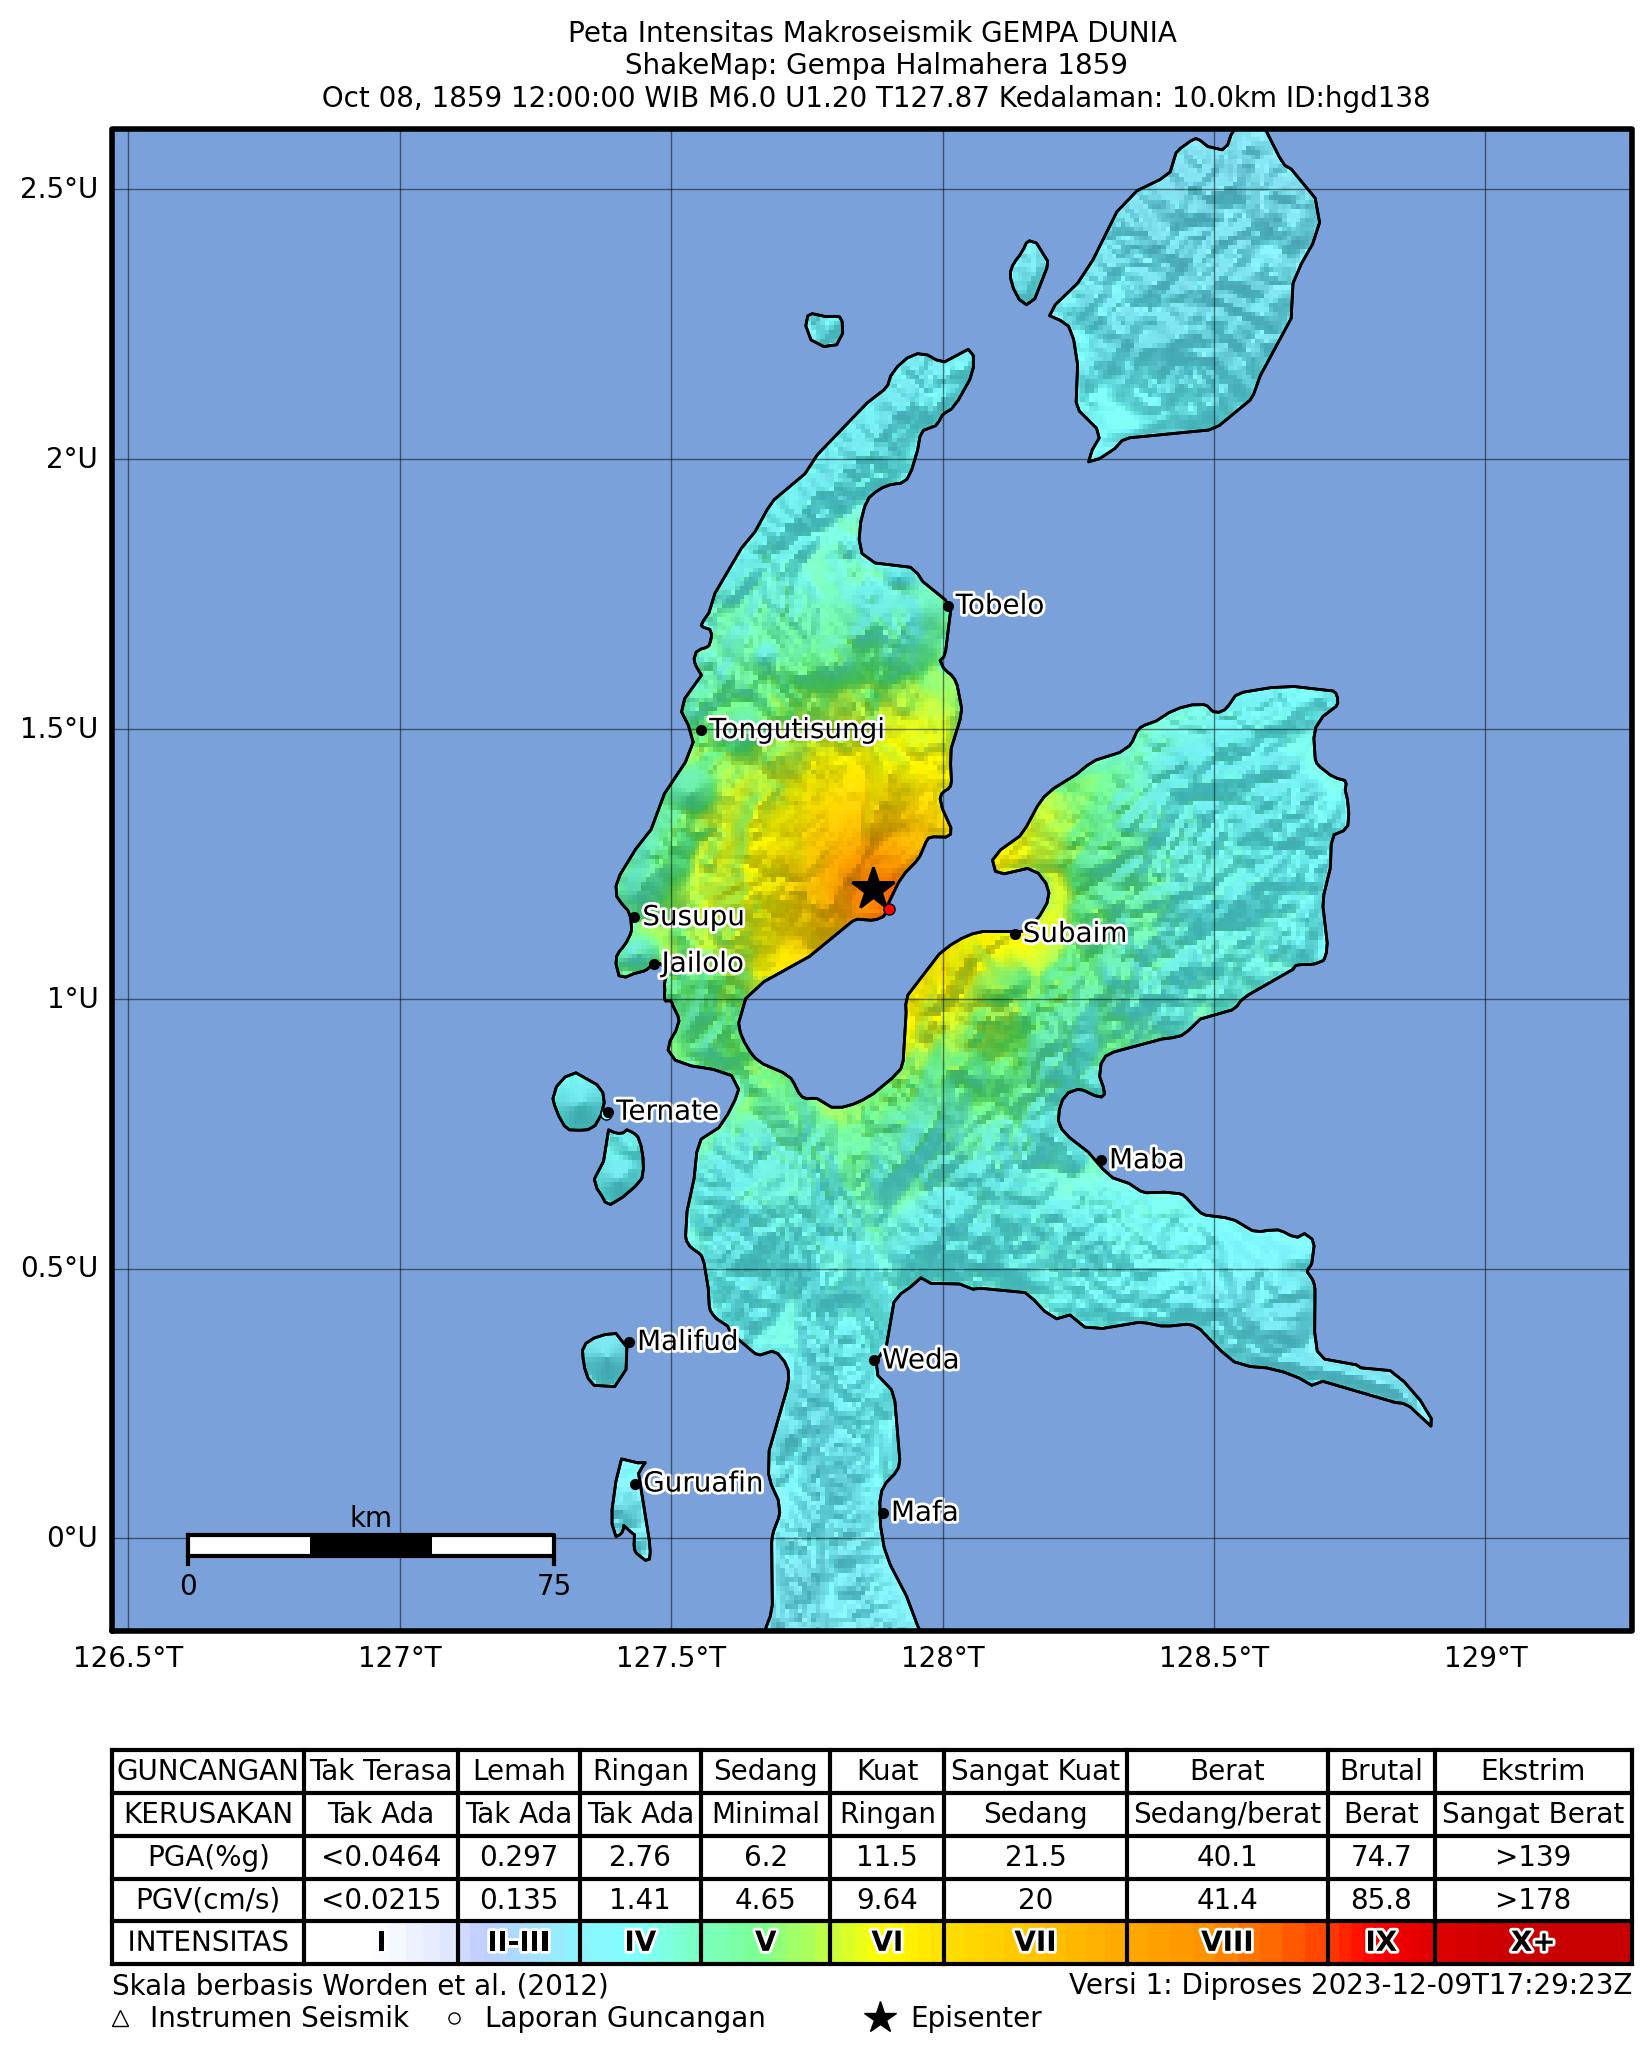 Peta Intensitas Makroseismik GEMPA DUNIA
ShakeMap: Gempa Halmahera 1859
Oct 08, 1859 12:00:00 WIB M6.0 U1.20 T127.87 Kedalaman: 10.0km ID:hgd138
2.5°U
2°U
Tobelo
1.5°U
Tongutisungi
Susupu
Subaim
Jailolo
1°U
Ternate
Maba
0.5°U
Malifud
Weda
Guruafin
Mafa
km
0°U
0 75
126.5°T 127°T 127.5°T 128°T 128.5°T 129°T
GUNCANGAN Tak Terasa Lemah Ringan Sedang Kuat Sangat Kuat Berat Brutal Ekstrim
KERUSAKAN Tak Ada Tak Ada Tak Ada Minimal Ringan Sedang Sedang/berat Berat Sangat Berat
PGA(%g) <0.0464 0.297 2.76 6.2 11.5 21.5 40.1 74.7 >139
PGV(cm/s) <0.0215 0.135 1.41 4.65 9.64 20 41.4 85.8 >178
INTENSITAS I II-III IV V VI VII VIII IX X+
Skala berbasis Worden et al. (2012) Versi 1: Diproses 2023-12-09T17:29:23Z
Instrumen Seismik Laporan Guncangan Episenter